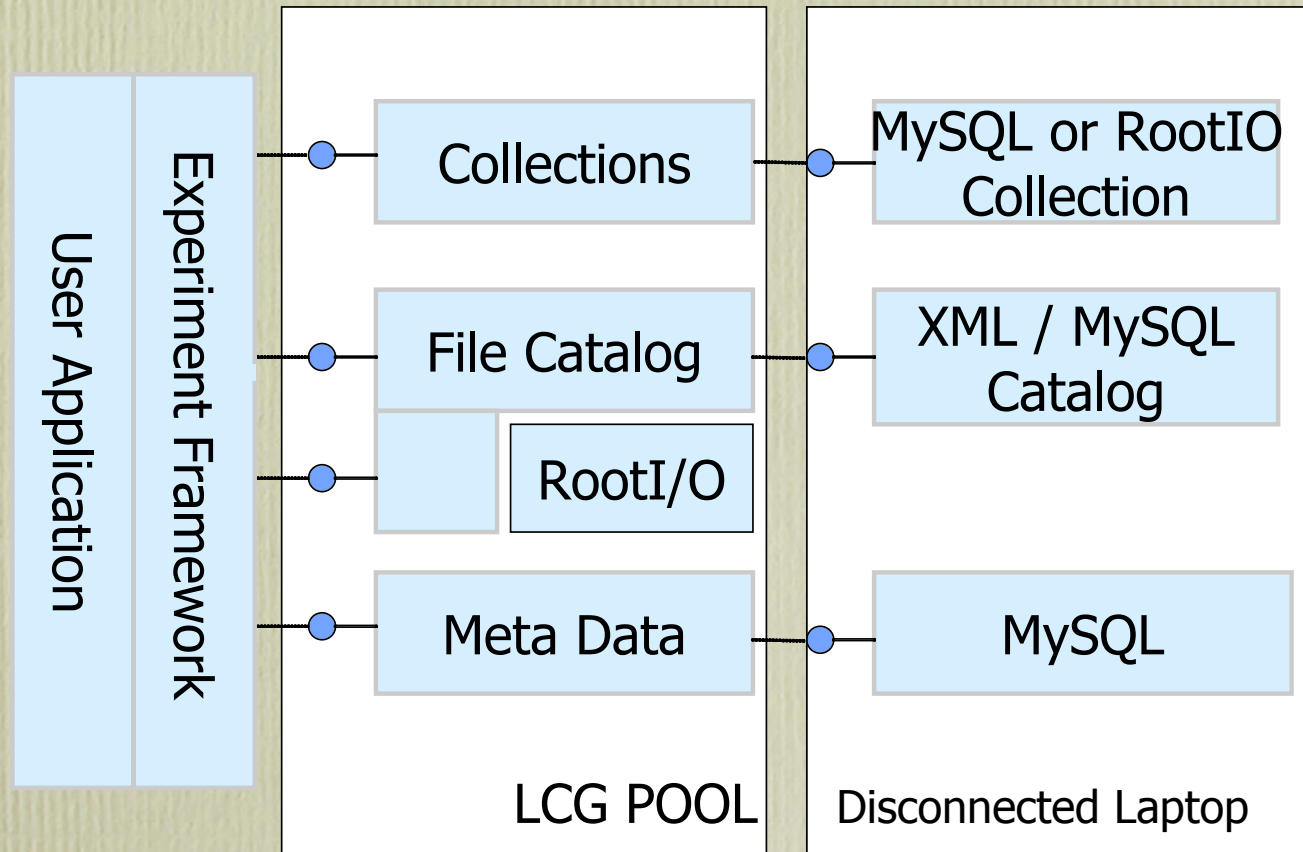 User Application
Experiment Framework
Collections
File Catalog
RootI/O
Meta Data
LCG POOL
MySQL or RootIO
Collection
XML / MySQL
Catalog
MySQL
Disconnected Laptop